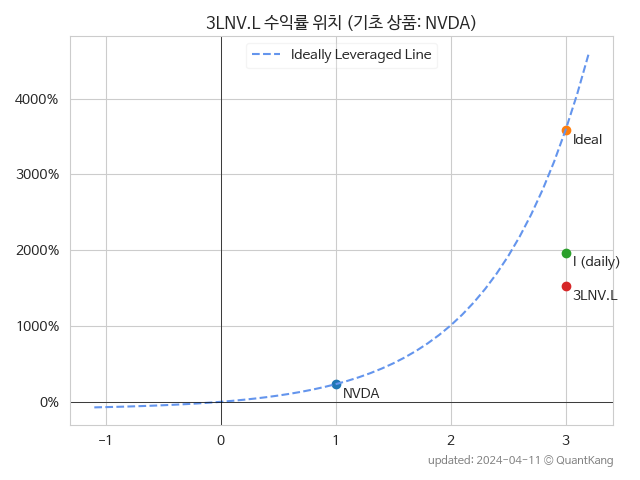 3LNV.L 수익률 위치 (기초 상품: NVDA)
Ideally Leveraged Line
4000%
Ideal
3000%
2000%
I (daily)
3LNV.L
1000%
NVDA
0%
-1 0 1 2 3
updated: 2024-04-11 © QuantKang